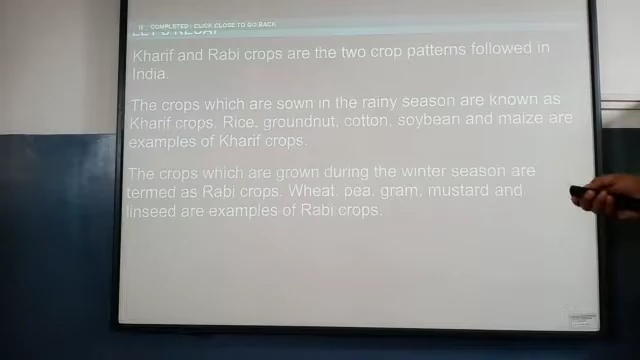 COMPLETED : CLICK CLOSE TO GO BACK
LET'S RECAP
Kharif and Rabi crops are the two crop patterns followed in
India.
The crops which are sown in the rainy season are known as
Kharif crops. Rice, groundnut, cotton, soybean and maize are
examples of Kharif crops.
The crops which are grown during the winter season are
termed as Rabi crops. Wheat, pea, gram, mustard and
linseed are examples of Rabi crops.